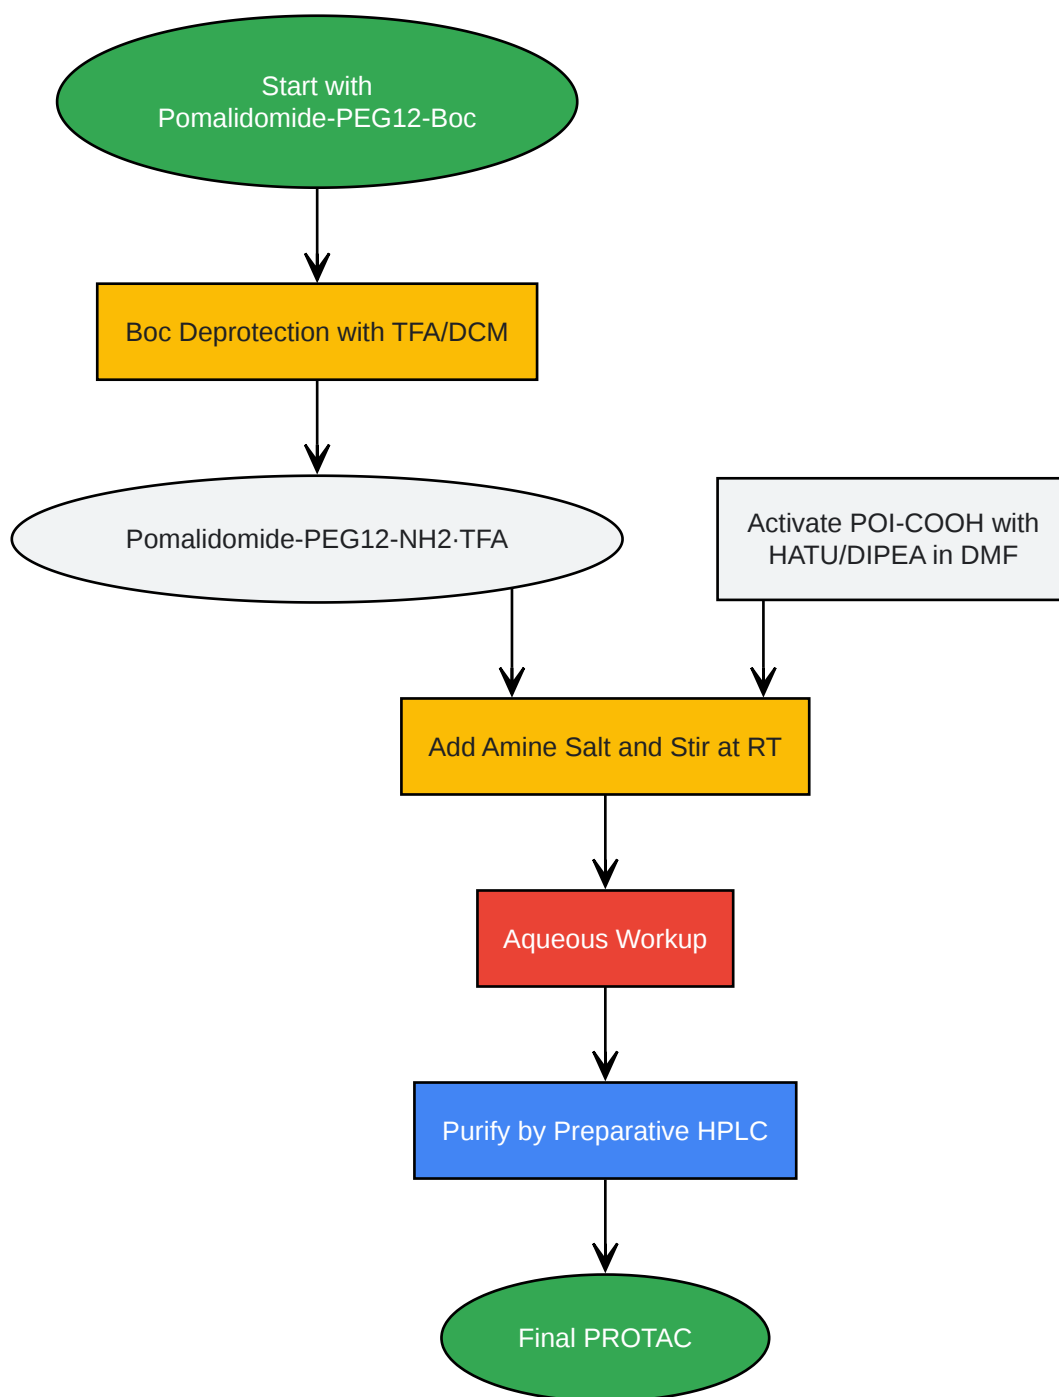 Start with
Pomalidomide-PEG12-Boc
Boc Deprotection with TFA/DCM
Pomalidomide-PEG12-NH2·TFA
Activate POI-COOH with
HATU/DIPEA in DMF
Add Amine Salt and Stir at RT
Aqueous Workup
Purify by Preparative HPLC
Final PROTAC